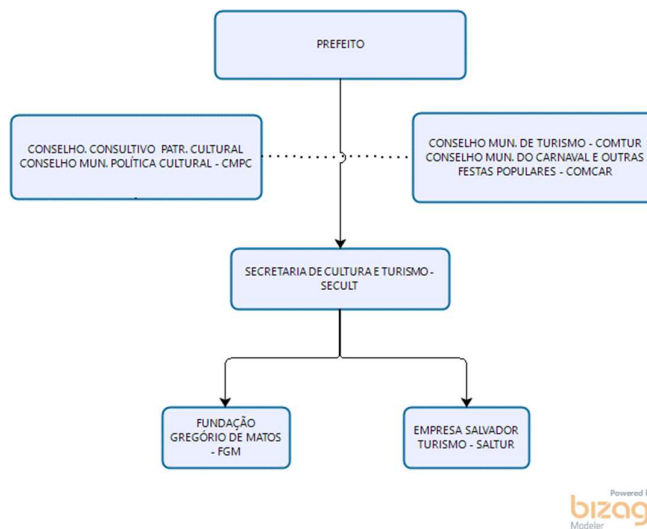 PREFEITO
CONSELHO. CONSULTIVO PATR. CULTURAL
CONSELHO MUN. POLÍTICA CULTURAL - CMPC
.
CONSELHO MUN. DE TURISMO - COMTUR
CONSELHO MUN. DO CARNAVAL E OUTRAS
FESTAS POPULARES - COMCAR
SECRETARIA DE CULTURA E TURISMO -
SECULT
FUNDAÇÃO
GREGÓRIO DE MATOS
- FGM
EMPRESA SALVADOR
TURISMO - SALTUR
Powered
bizag
Modeler